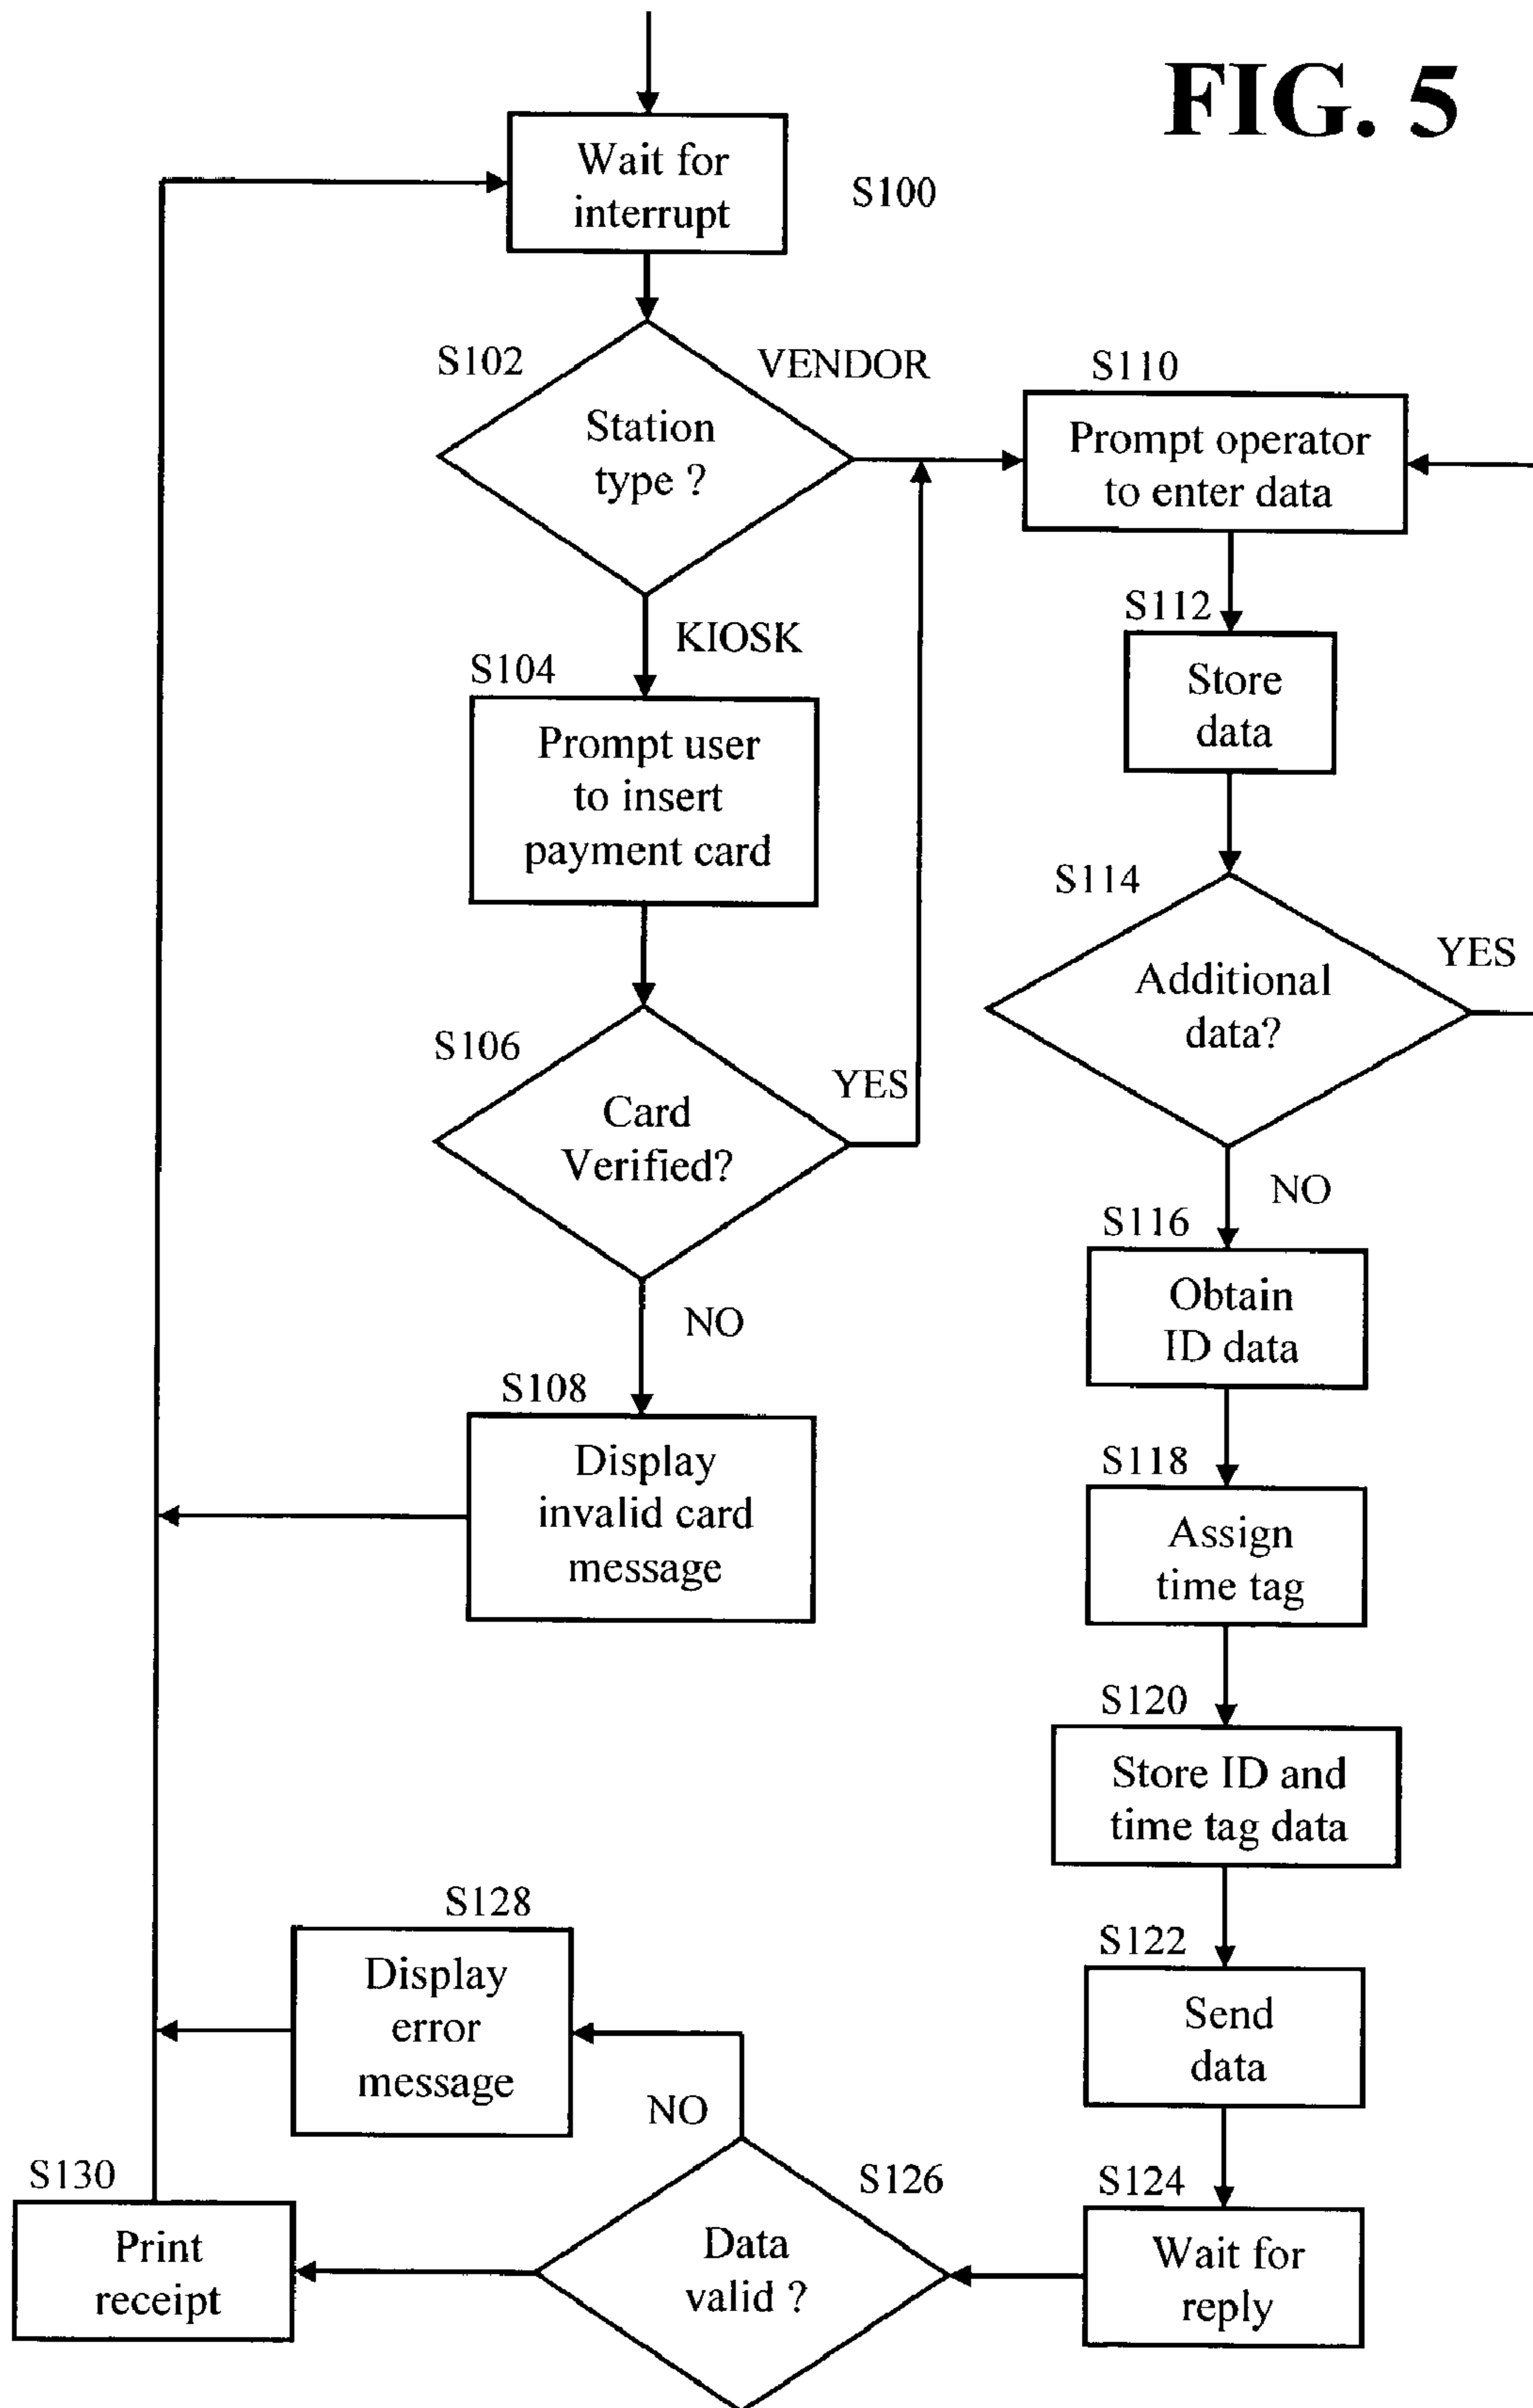 FIG. 5
Wait for
interrupt
S100
S102
VENDOR
Station
type ?
KIOSK
S104
Prompt user
to insert
payment card
S106
Card
Verified?
YES
NO
S108
Display
invalid card
message
S110
Prompt operator
to enter data
S112
Store
data
S114
Additional
data?
YES
NO
S116
Obtain
ID data
S118
Assign
time tag
S120
Store ID and
time tag data
S122
Send
data
S124
Wait for
reply
S126
Data
valid ?
NO
S128
Display
error
message
S130
Print
receipt